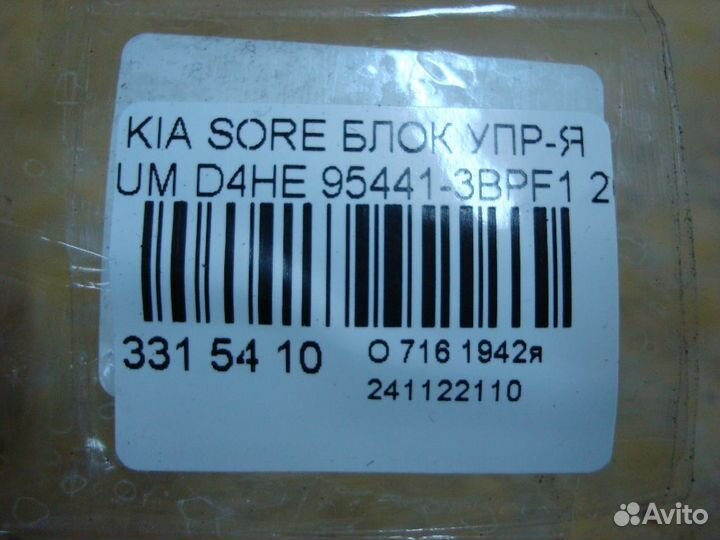 KIA SORE БЛОК УПР-Я
UM D4HE 95441-3BPF1 2
331 54 10
О 716 1942я
241122110
Avito